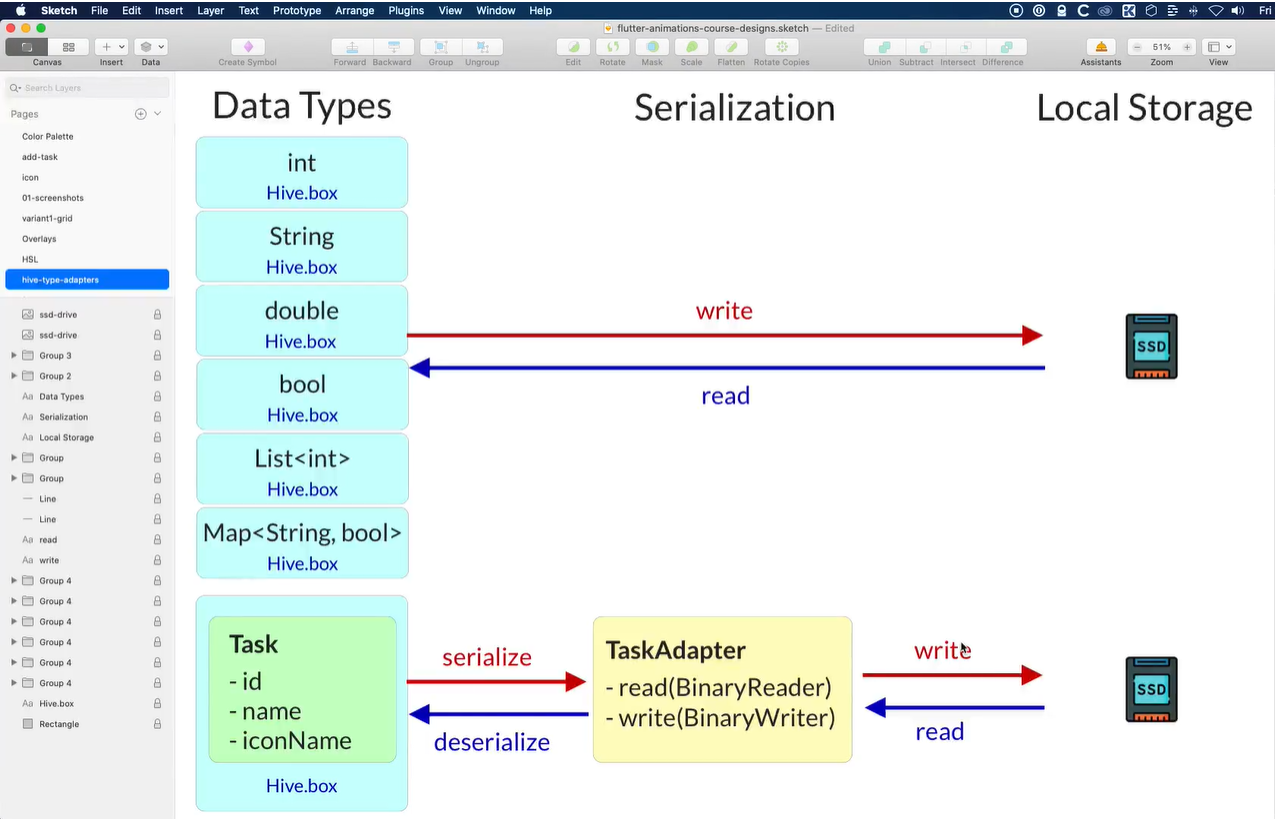 Sketch File Edit Insert Layer Text Prototype Arrange Plugins View Window Help Fri
flutter-animations-course-designs.sketch — Edited
Canvas Insert Data Create Symbol Forward Backward Group Ungroup Edit Rotate Mask Scale Flatten Rotate Copies Union Subtract Intersect Difference Assistants 51% Zoom View
Search Layers
Pages
Color Palette
add-task
icon
01-screenshots
variant1-grid
Overlays
HSL
hive-type-adapters
ssd-drive
ssd-drive
Group 3
Group 2
Aa Data Types
Aa Serialization
Aa Local Storage
Group
Group
Line
Line
Aa read
Aa write
Group 4
Group 4
Group 4
Group 4
Group 4
Group 4
Aa Hive.box
Rectangle
Data Types
Serialization
Local Storage
int
Hive.box
String
Hive.box
double
Hive.box
bool
Hive.box
List<int>
Hive.box
Map<String, bool>
Hive.box
write
read
SSD
Task
- id
- name
- iconName
Hive.box
serialize
deserialize
TaskAdapter
- read(BinaryReader)
- write(BinaryWriter)
write
read
SSD